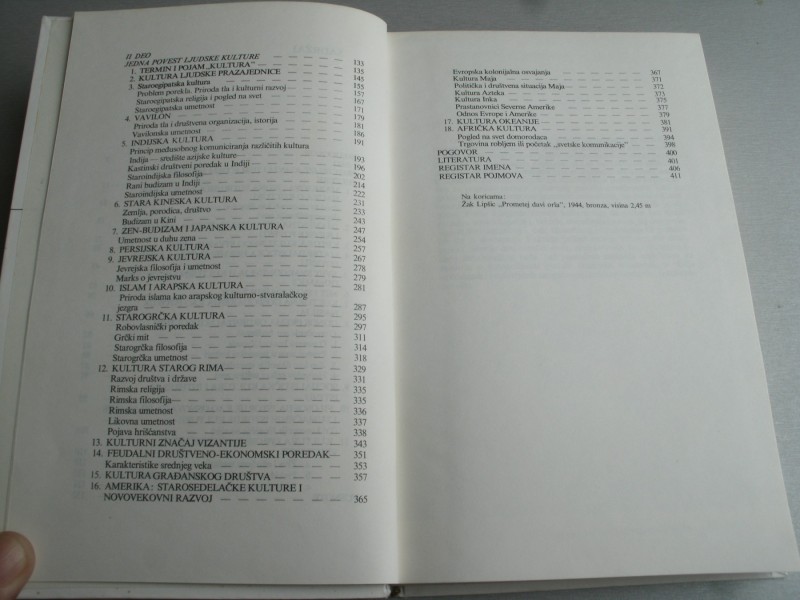 II DEO
JEDNA POVEST LJUDSKE KULTURE 133
1. TERMIN I POJAM „KULTURA” 135
2. KULTURA LJUDSKE PRAZAJEDNICE 145
3. Staroegipatska kultura 155
Problem porekla. Priroda tla i kulturni razvoj 157
Staroegipatska religija i pogled na svet 167
Staroegipatska umetnost 171
4. VAVILON 179
Priroda tla i društvena organizacija, istorija 181
Vavilonska umetnost 186
5. INDIJSKA KULTURA 191
Princip međusobnog komuniciranja različitih kultura
Indija — središte azijske kulture 193
Kastinski društveni poredak u Indiji 196
Staroindijska filosofija 202
Rani budizam u Indiji 214
Staroindijska umetnost 222
6. STARA KINESKA KULTURA 231
Zemlja, porodica, društvo 233
Budizam u Kini 243
7. ZEN-BUDIZAM I JAPANSKA KULTURA 247
Umetnost u duhu zena 254
8. PERSIJSKA KULTURA 257
9. JEVREJSKA KULTURA 267
Jevrejska filosofija i umetnost 278
Marks o jevrejstvu 279
10. ISLAM I ARAPSKA KULTURA 281
Priroda islama kao arapskog kulturno-stvaralačkog
jezgra 287
11. STAROGRČKA KULTURA 295
Robovlasnički poredak 297
Grčki mit 311
Starogrčka filosofija 314
Starogrčka umetnost 318
12. KULTURA STAROG RIMA 329
Razvoj društva i države 331
Rimska religija 335
Rimska filosofija 335
Rimska umetnost 336
Likovna umetnost 337
Pojava hrišćanstva 338
13. KULTURNI ZNAČAJ VIZANTIJE 343
14. FEUDALNI DRUŠTVENO-EKONOMSKI POREDAK 351
Karakteristike srednjeg veka 353
15. KULTURA GRAĐANSKOG DRUŠTVA 357
16. AMERIKA: STAROSEDELAČKE KULTURE I
NOVOVEKOVNI RAZVOJ 365
Evropska kolonijalna osvajanja 367
Kultura Maja 371
Politička i društvena situacija Maja 372
Kultura Azteka 373
Kultura Inka 375
Prastanovnici Severne Amerike 377
Odnos Evrope i Amerike 379
17. KULTURA OKEANIJE 381
18. AFRIČKA KULTURA 391
Pogled na svet domorodaca 394
Trgovina robljem ili početak „svetske komunikacije” 398
POGOVOR 400
LITERATURA 401
REGISTAR IMENA 406
REGISTAR POJMOVA 411
Na koricama:
Žak Lipšic „Prometej davi orla”, 1944, bronza, visina 2,45 m